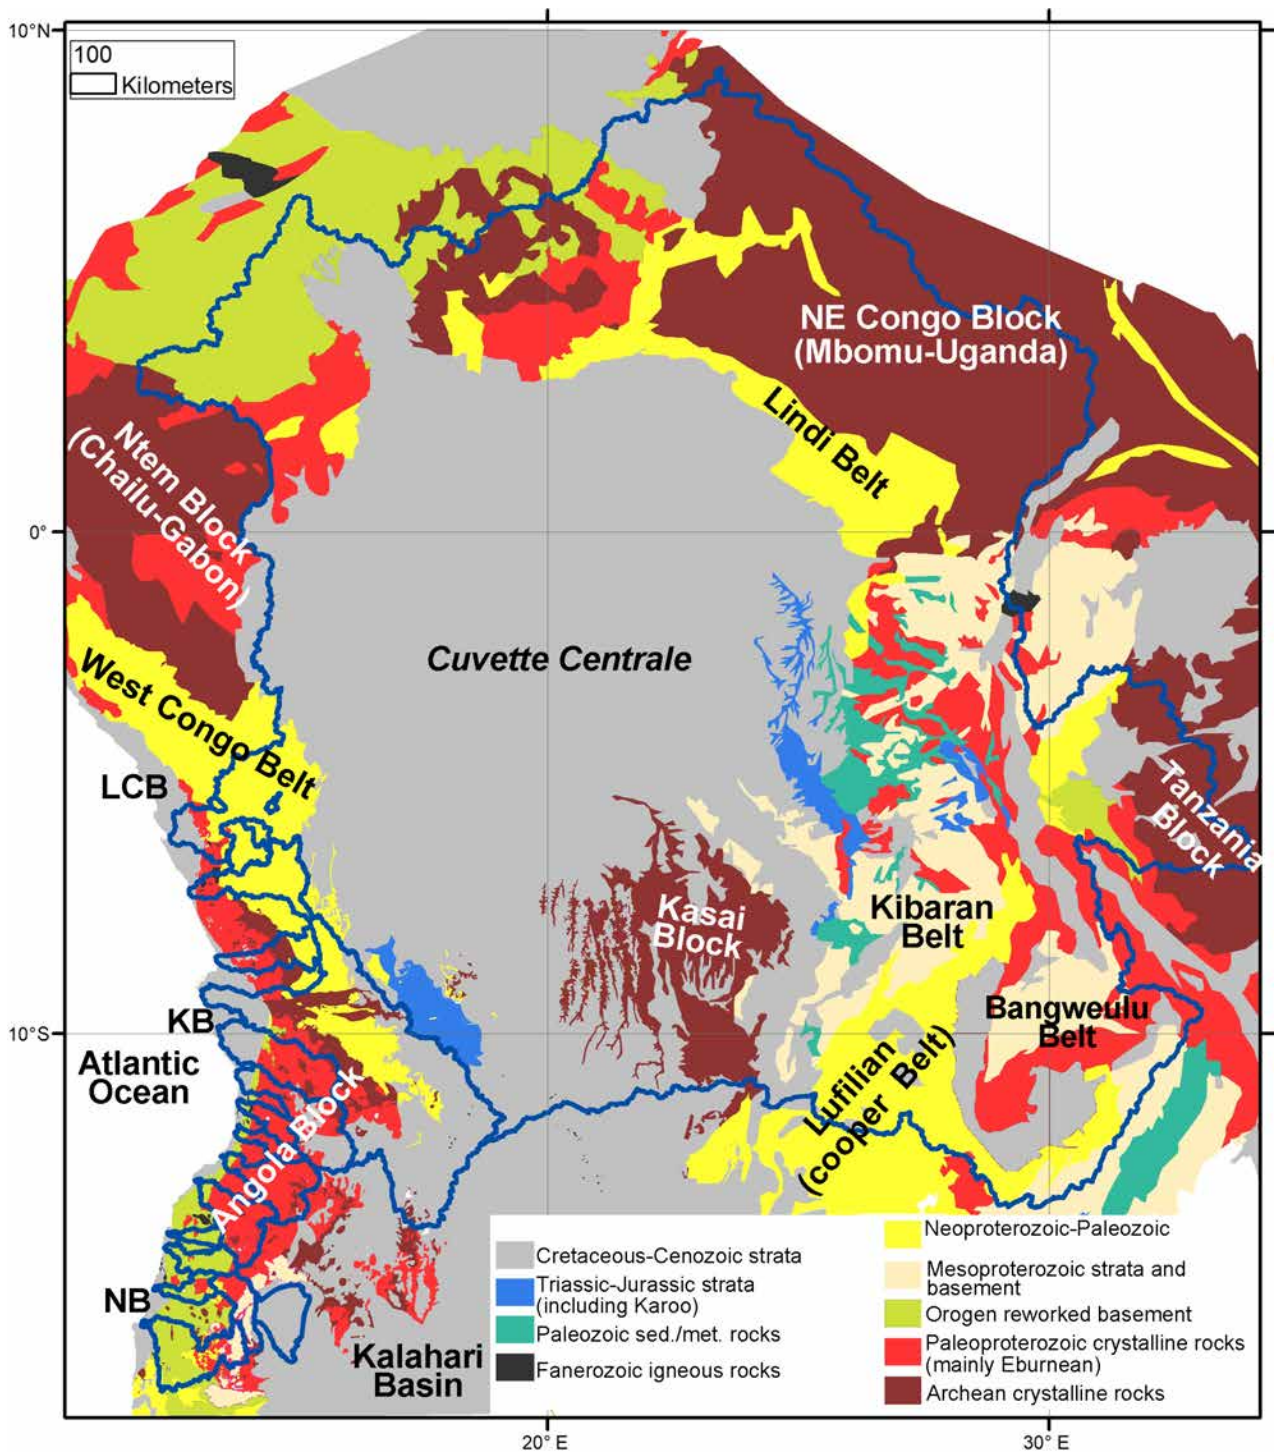 10°N
100
Kilometers
NE Congo Block
(Mbomu-Uganda)
Lindi Belt
Ntem Block
(Chailu-Gabon)
0°
Cuvette Centrale
West Congo Belt
LCB
Tanzania
Block
Kasai
Block
Kibaran
Belt
Bangweulu
Belt
KB
10°S
Atlantic
Ocean
Lufilian
(cooper Belt)
Angola Block
NB
Kalahari
Basin
Cretaceous-Cenozoic strata
Triassic-Jurassic strata
(including Karoo)
Paleozoic sed./met. rocks
Fanerozoic igneous rocks
Neoproterozoic-Paleozoic
Mesoproterozoic strata and
basement
Orogen reworked basement
Paleoproterozoic crystalline rocks
(mainly Eburnean)
Archean crystalline rocks
20° E
30° E